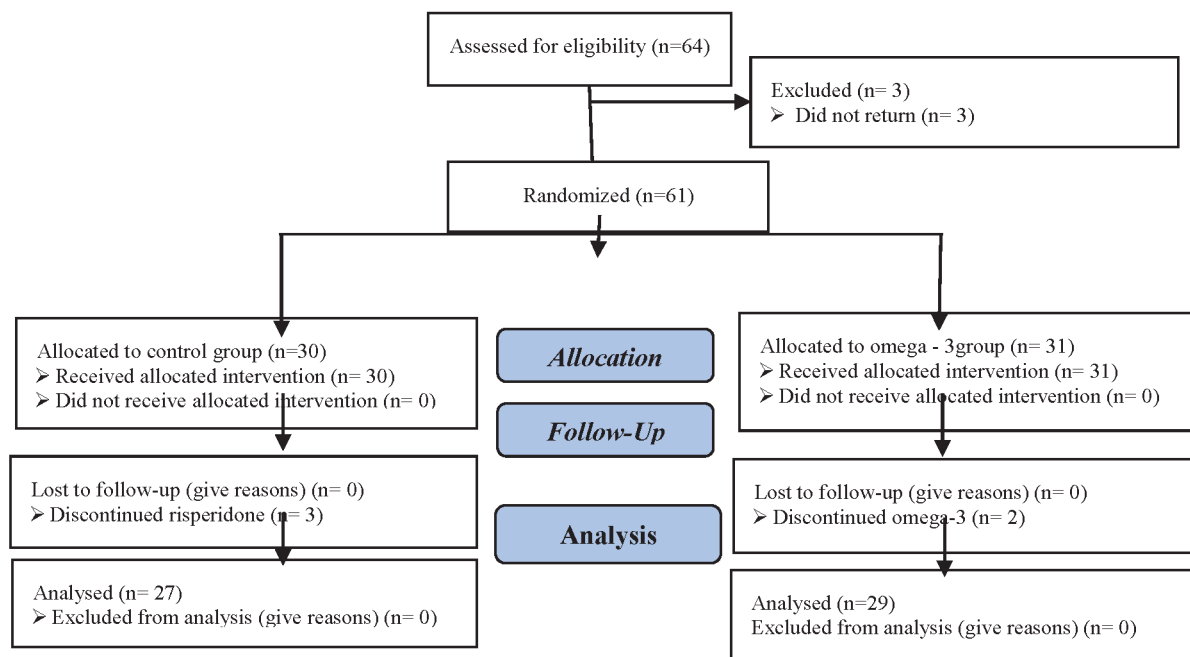 Assessed for eligibility (n=64)
Excluded (n= 3)
➢ Did not return (n= 3)
Randomized (n=61)
Allocated to control group (n=30)
➢ Received allocated intervention (n= 30)
➢ Did not receive allocated intervention (n= 0)
Allocation
Allocated to omega - 3group (n= 31)
➢ Received allocated intervention (n= 31)
➢ Did not receive allocated intervention (n= 0)
Follow-Up
Lost to follow-up (give reasons) (n= 0)
➢ Discontinued risperidone (n= 3)
Lost to follow-up (give reasons) (n= 0)
➢ Discontinued omega-3 (n= 2)
Analysis
Analysed (n= 27)
➢ Excluded from analysis (give reasons) (n= 0)
Analysed (n=29)
Excluded from analysis (give reasons) (n= 0)